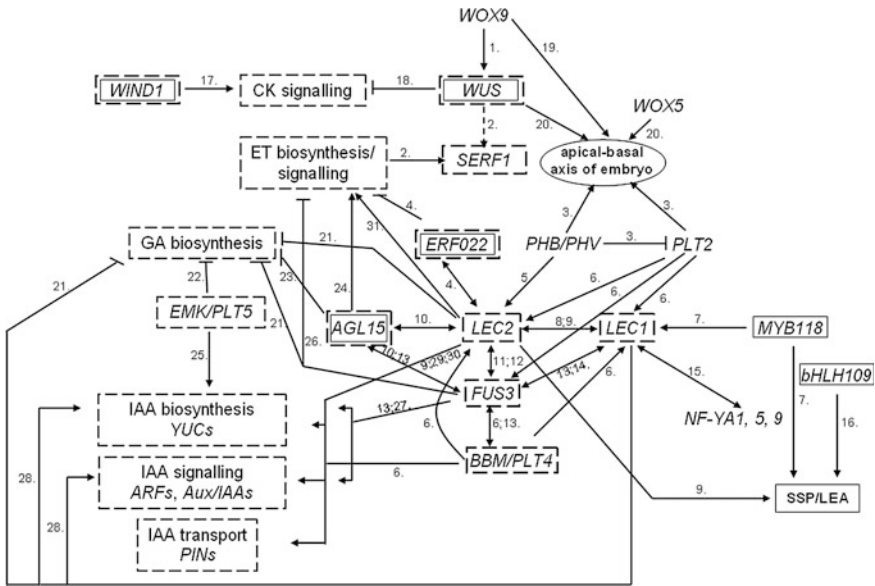 WOX9
1.
19.
17.
18.
WIND1
CK signalling
WUS
WOX5
2.
20.
20.
ET biosynthesis/
signalling
2.
SERF1
apical-basal
axis of embryo
4.
31.
3.
3.
GA biosynthesis
21.
ERF022
PHB/PHV
3.
PLT2
21.
22.
23.
4.
5.
6.
6.
6.
EMK/PLT5
21.
24.
AGL15
10.
LEC2
8;9.
LEC1
7.
MYB118
25.
26.
10;13
9;29;30
11;12
13;14.
15.
bHLH109
IAA biosynthesis
YUCs
13;27.
FUS3
6.
6;13.
6.
NF-YA1, 5, 9
7.
16.
28.
IAA signalling
ARFs, Aux/IAAs
6.
BBM/PLT4
9.
SSP/LEA
28.
IAA transport
PINs